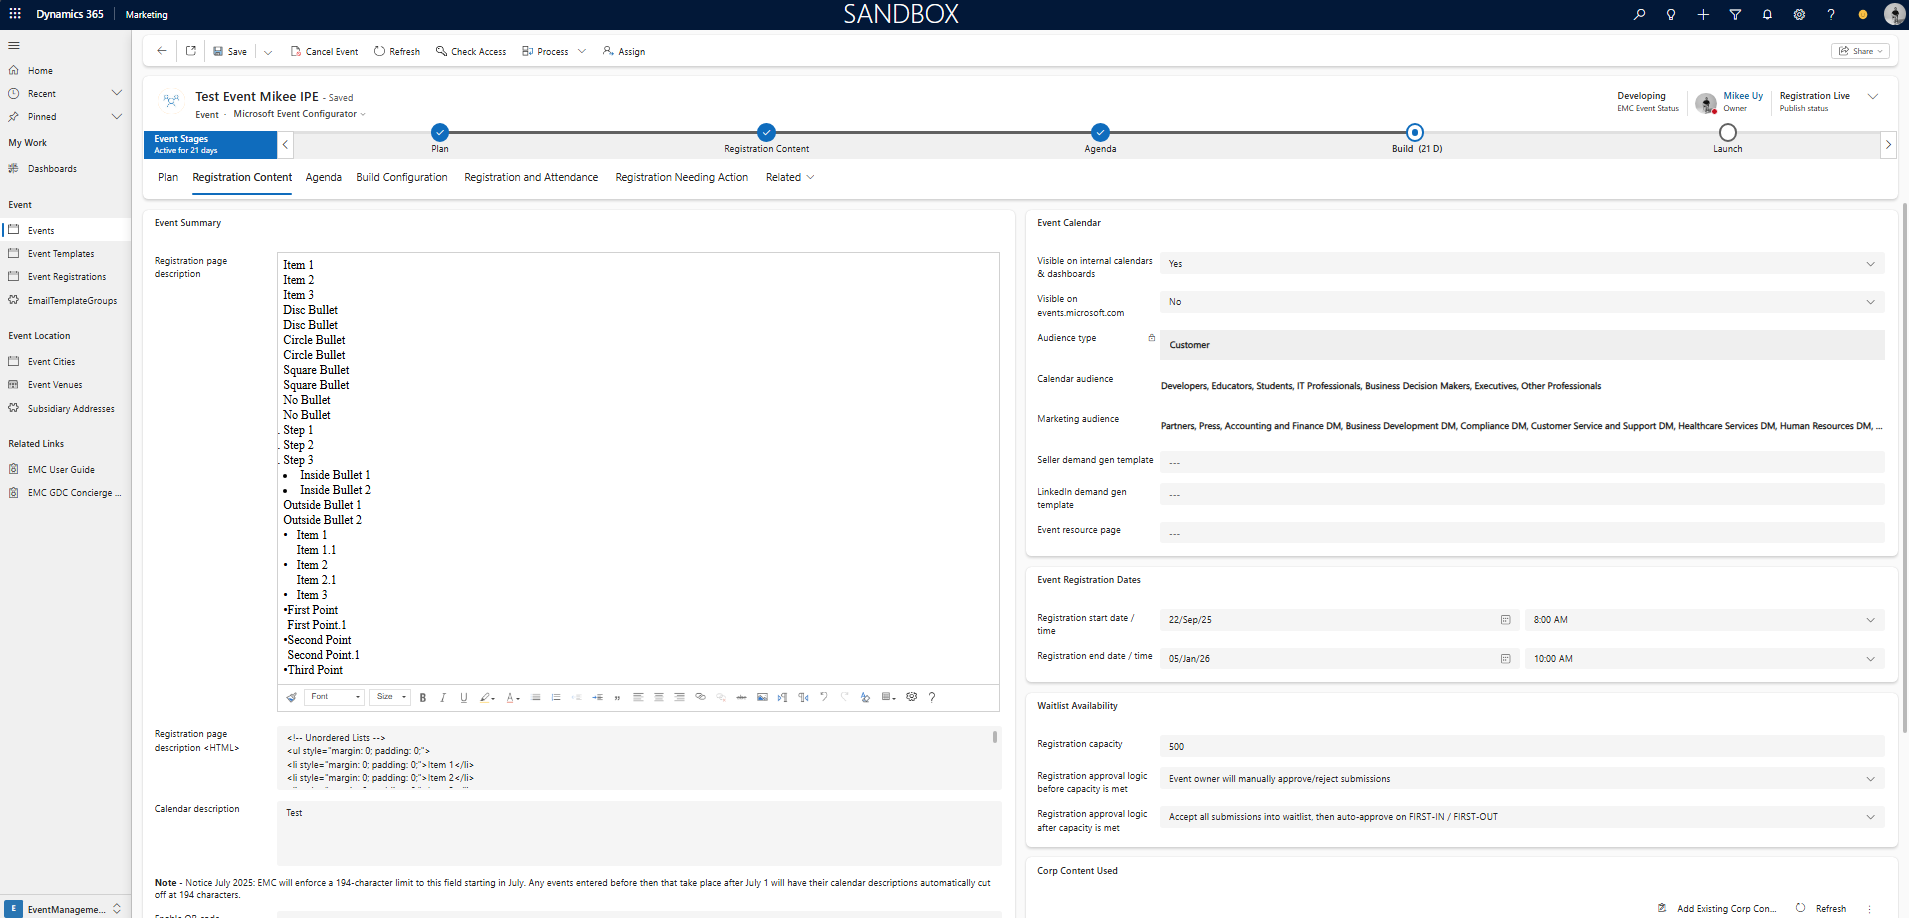 Dynamics 365
Marketing
SANDBOX
Save
Cancel Event
Refresh
Check Access
Process
Assign
Share
Home
Recent
Pinned
My Work
Dashboards
Event
Events
Event Templates
Event Registrations
EmailTemplateGroups
Event Location
Event Cities
Event Venues
Subsidiary Addresses
Related Links
EMC User Guide
EMC GDC Concierge ...
E
EventManageme...
Test Event Mikee IPE - Saved
Event · Microsoft Event Configurator
Developing
EMC Event Status
Mikee Uy
Owner
Registration Live
Publish status
Event Stages
Active for 21 days
Plan
Registration Content
Agenda
Build (21 D)
Launch
Plan
Registration Content
Agenda
Build Configuration
Registration and Attendance
Registration Needing Action
Related
Event Summary
Registration page
description
Item 1
Item 2
Item 3
Disc Bullet
Disc Bullet
Circle Bullet
Circle Bullet
Square Bullet
Square Bullet
No Bullet
No Bullet
. Step 1
. Step 2
. Step 3
• Inside Bullet 1
• Inside Bullet 2
Outside Bullet 1
Outside Bullet 2
• Item 1
Item 1.1
• Item 2
Item 2.1
• Item 3
•First Point
First Point.1
•Second Point
Second Point.1
•Third Point
Font
Size
B I U A
abc
?
Registration page
description <HTML>
<!-- Unordered Lists -->
<ul style="margin: 0; padding: 0;">
<li style="margin: 0; padding: 0;">Item 1</li>
<li style="margin: 0; padding: 0;">Item 2</li>
Calendar description
Test
Note - Notice July 2025: EMC will enforce a 194-character limit to this field starting in July. Any events entered before then that take place after July 1 will have their calendar descriptions automatically cut
off at 194 characters.
Enable QR code
Event Calendar
Visible on internal calendars
& dashboards
Yes
Visible on
events.microsoft.com
No
Audience type
Customer
Calendar audience
Developers, Educators, Students, IT Professionals, Business Decision Makers, Executives, Other Professionals
Marketing audience
Partners, Press, Accounting and Finance DM, Business Development DM, Compliance DM, Customer Service and Support DM, Healthcare Services DM, Human Resources DM, ...
Seller demand gen template
---
LinkedIn demand gen
template
---
Event resource page
---
Event Registration Dates
Registration start date /
time
22/Sep/25
8:00 AM
Registration end date / time
05/Jan/26
10:00 AM
Waitlist Availability
Registration capacity
500
Registration approval logic
before capacity is met
Event owner will manually approve/reject submissions
Registration approval logic
after capacity is met
Accept all submissions into waitlist, then auto-approve on FIRST-IN / FIRST-OUT
Corp Content Used
Add Existing Corp Con...
Refresh